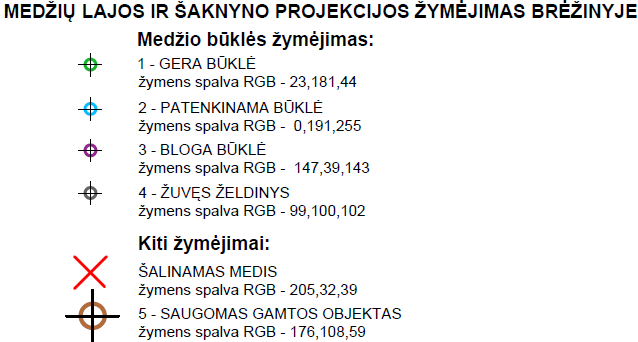 MEDŽIŲ LAJOS IR ŠAKNYNO PROJEKCIJOS ŽYMĖJIMAS BRĖŽINYJE
Medžio būklės žymėjimas:
1 - GERA BŪKLĖ
žymens spalva RGB - 23,181,44
2 - PATENKINAMA BŪKLĖ
žymens spalva RGB - 0,191,255
3 - BLOGA BŪKLĖ
žymens spalva RGB - 147,39,143
4 - ŽUVĘS ŽELDINYS
žymens spalva RGB - 99,100,102
Kiti žymėjimai:
ŠALINAMAS MEDIS
žymens spalva RGB - 205,32,39
5 - SAUGOMAS GAMTOS OBJEKTAS
žymens spalva RGB - 176,108,59